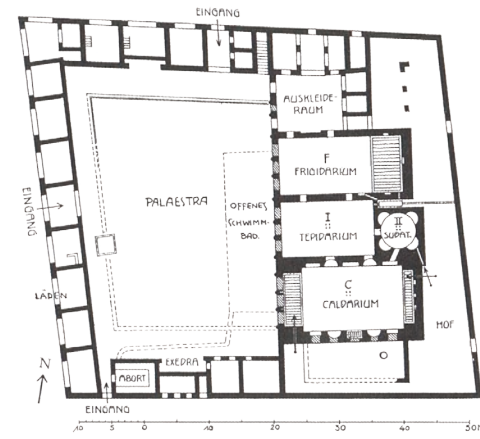 EINGANG
AUSKLEIDE-
RAUM
F
FRIGIDARIUM
PALAESTRA
OFFENES
SCHWIMM-
BAD.
I
TEPIDARIUM
II
SUDAT.
EINGANG
C
CALDARIUM
LÄDEN
HOF
N
EXEDRA
ABORT
EINGANG
10 5 0 10 20 30 40 50 m